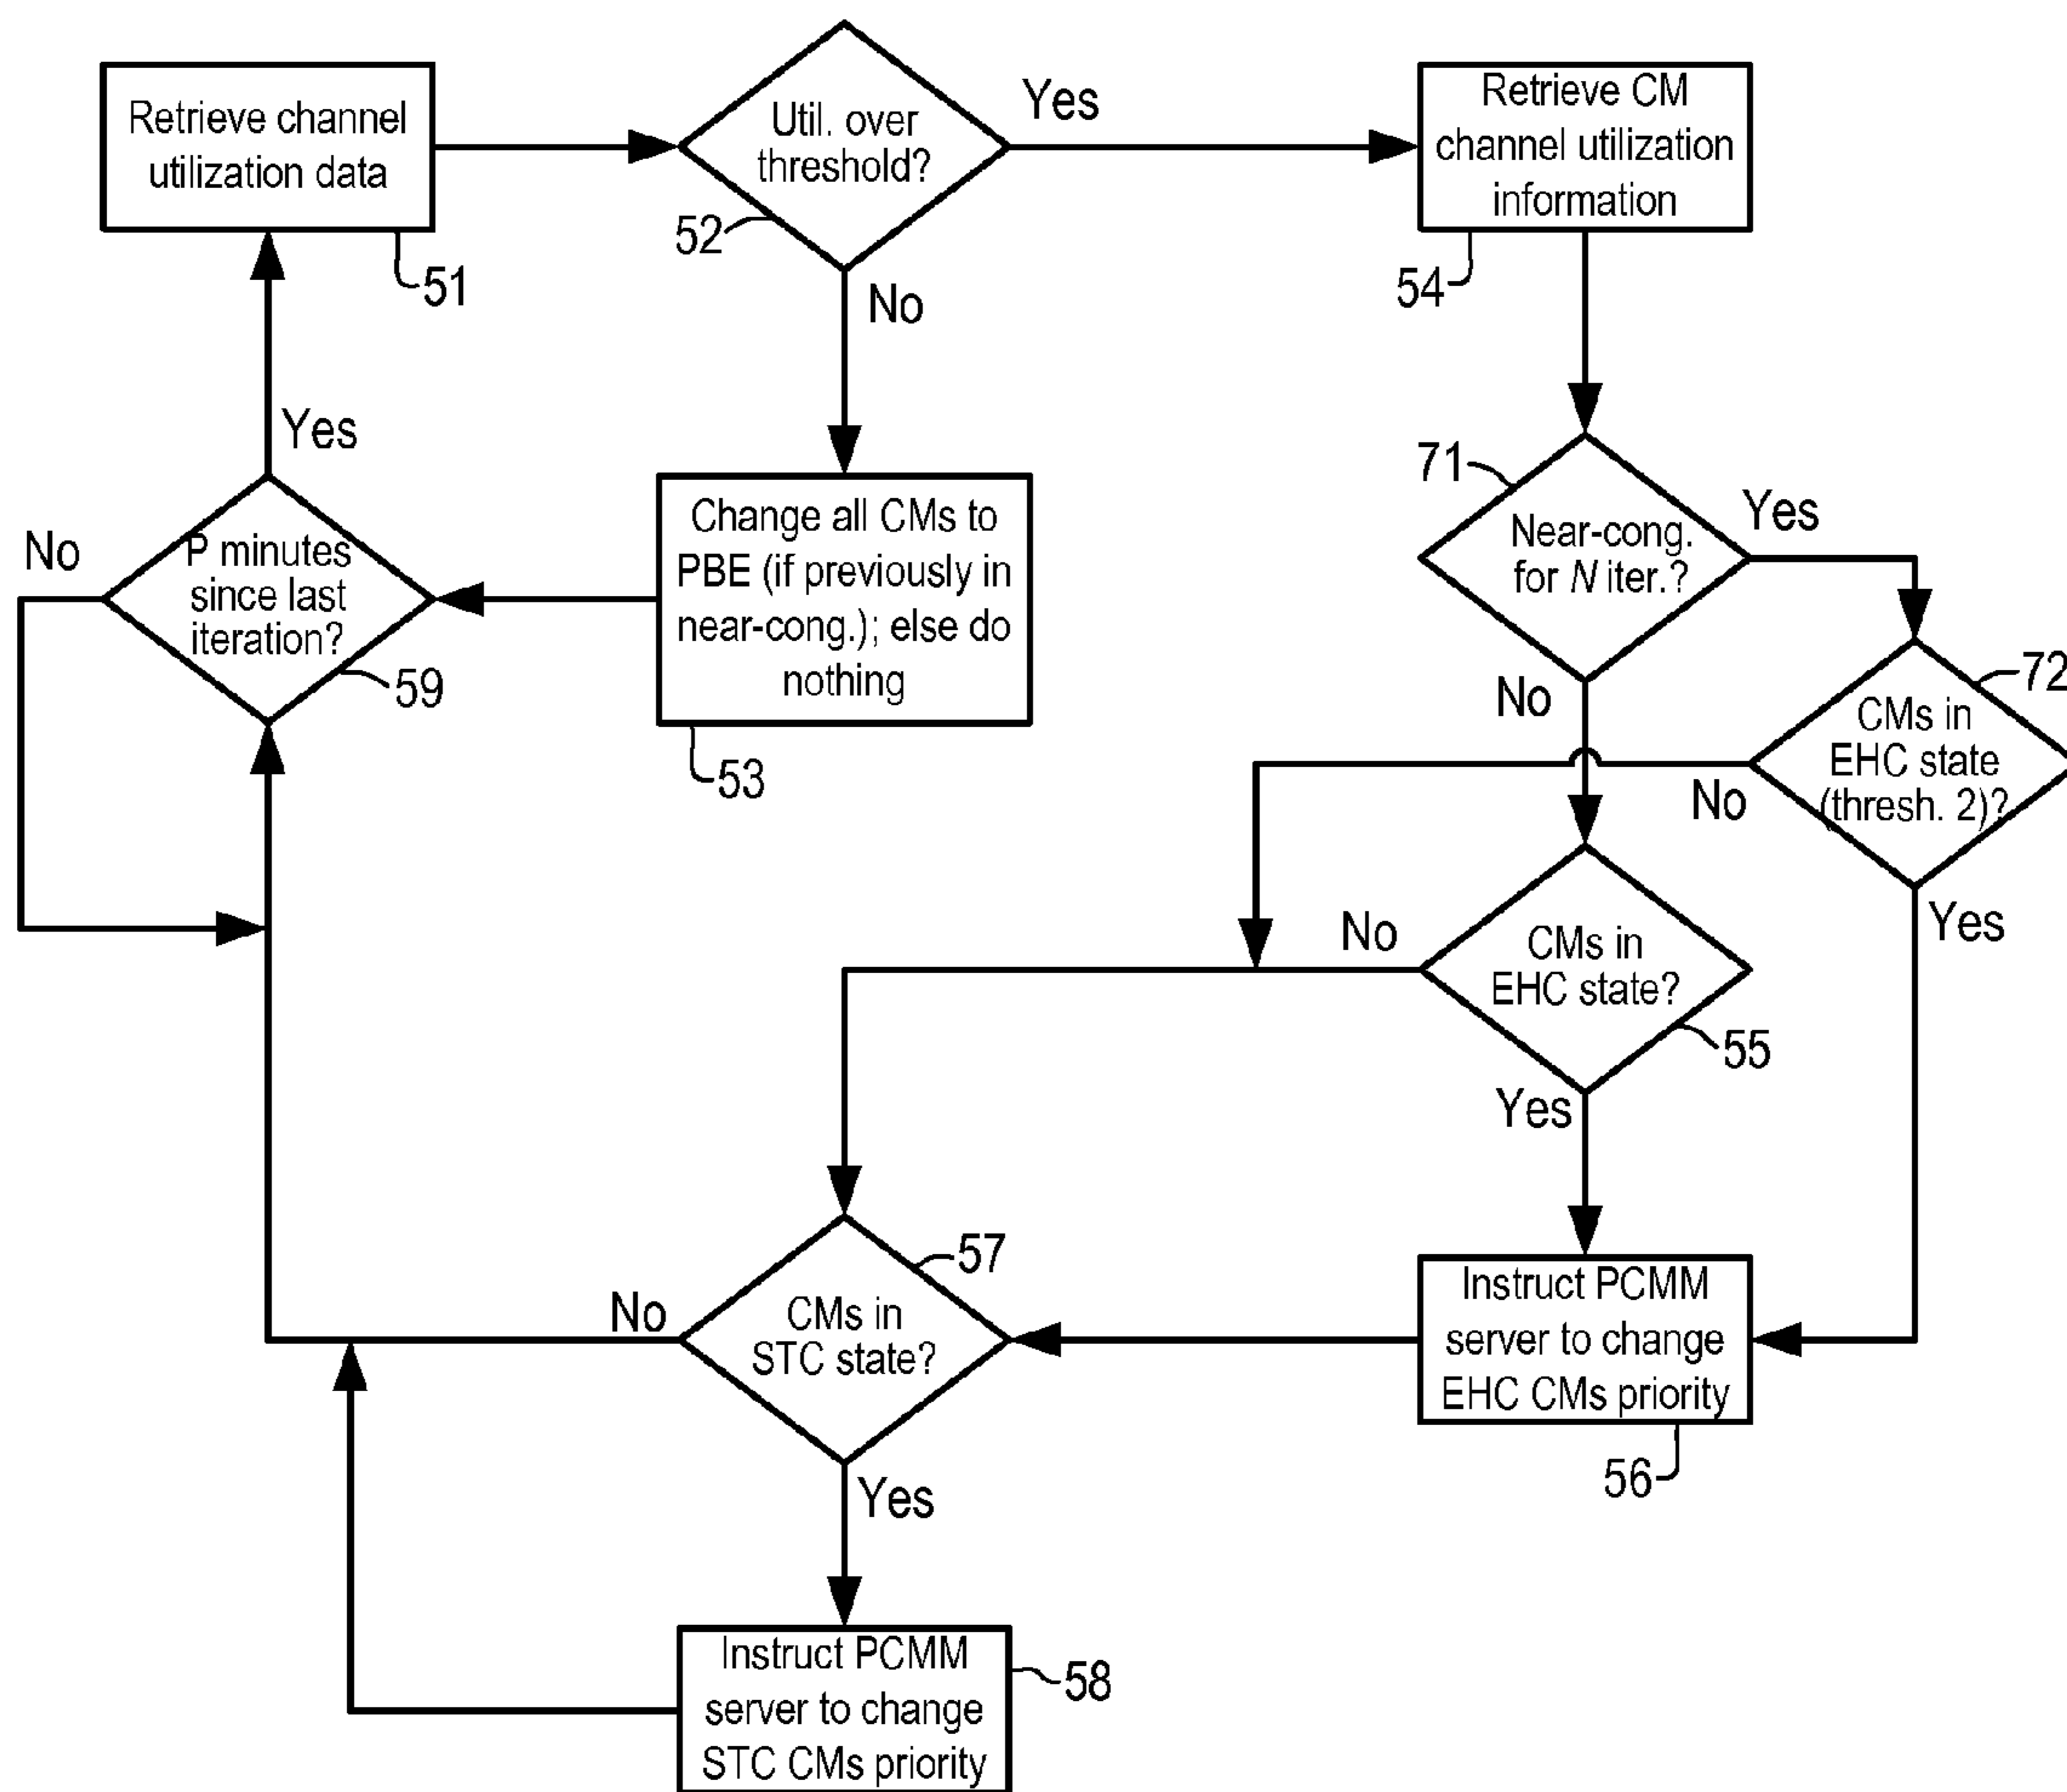 Retrieve channel
utilization data
51
Util. over
threshold?
52
Yes
No
Retrieve CM
channel utilization
information
54
Change all CMs to
PBE (if previously in
near-cong.); else do
nothing
53
P minutes
since last
iteration?
59
Yes
No
Near-cong.
for N iter.?
71
Yes
No
CMs in
EHC state
(thresh. 2)?
72
No
Yes
CMs in
EHC state?
55
No
Yes
Instruct PCMM
server to change
EHC CMs priority
56
CMs in
STC state?
57
No
Yes
Instruct PCMM
server to change
STC CMs priority
58